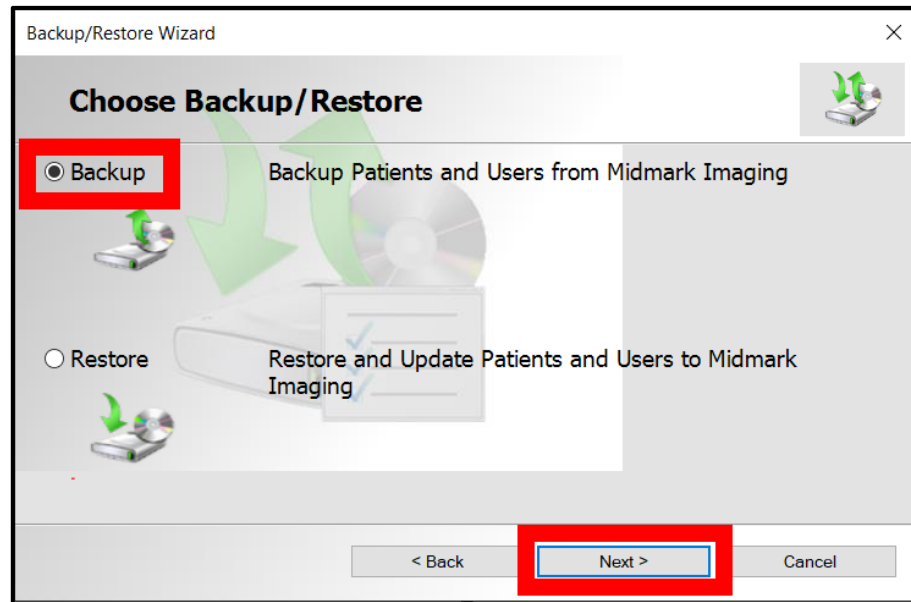 Backup/Restore Wizard
Choose Backup/Restore
Backup
Backup Patients and Users from Midmark Imaging
Restore
Restore and Update Patients and Users to Midmark
Imaging
< Back
Next >
Cancel